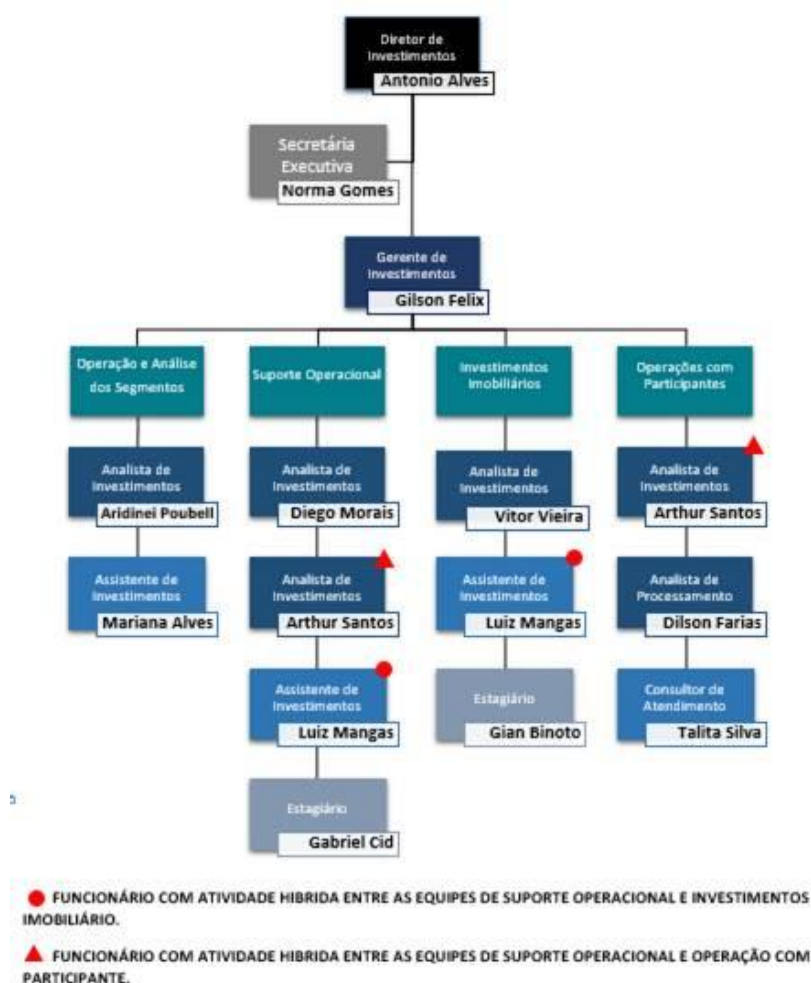 Diretor de
Investimentos
Antonio Alves
Secretária
Executiva
Norma Gomes
Gerente de
Investimentos
Gilson Felix
Operação e Análise
dos Segmentos
Analista de
Investimentos
Aridinei Poubell
Assistente de
Investimentos
Mariana Alves
Suporte Operacional
Analista de
Investimentos
Diego Morais
Analista de
Investimentos
Arthur Santos
Assistente de
Investimentos
Luiz Mangas
Estagiário
Gabriel Cid
Investimentos
Imobiliários
Analista de
Investimentos
Vitor Vieira
Assistente de
Investimentos
Luiz Mangas
Estagiário
Gian Binoto
Operações com
Participantes
Analista de
Investimentos
Arthur Santos
Analista de
Processamento
Dilson Farias
Consultor de
Atendimento
Talita Silva
FUNCIONÁRIO COM ATIVIDADE HIBRIDA ENTRE AS EQUIPES DE SUPORTE OPERACIONAL E INVESTIMENTOS
IMOBILIÁRIO.
FUNCIONÁRIO COM ATIVIDADE HIBRIDA ENTRE AS EQUIPES DE SUPORTE OPERACIONAL E OPERAÇÃO COM
PARTICIPANTE.